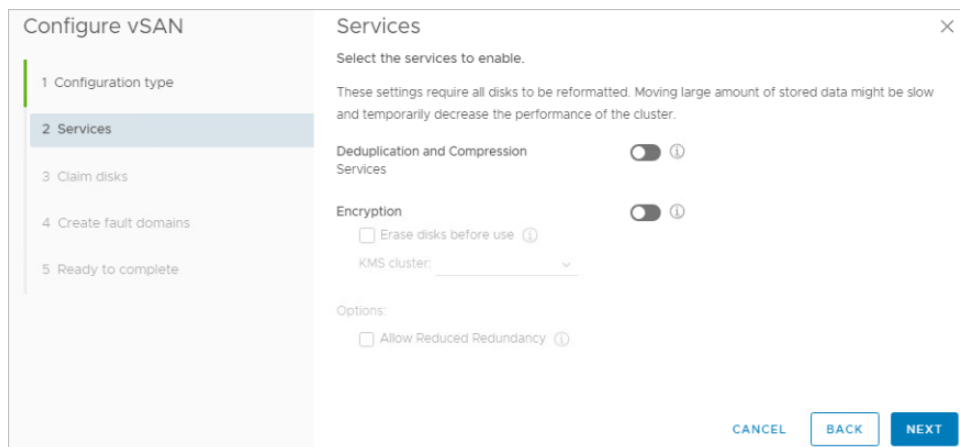 Configure vSAN
1 Configuration type
2 Services
3 Claim disks
4 Create fault domains
5 Ready to complete
Services
Select the services to enable.
These settings require all disks to be reformatted. Moving large amount of stored data might be slow
and temporarily decrease the performance of the cluster.
Deduplication and Compression
Services
Encryption
Erase disks before use
KMS cluster:
Options:
Allow Reduced Redundancy
CANCEL BACK NEXT